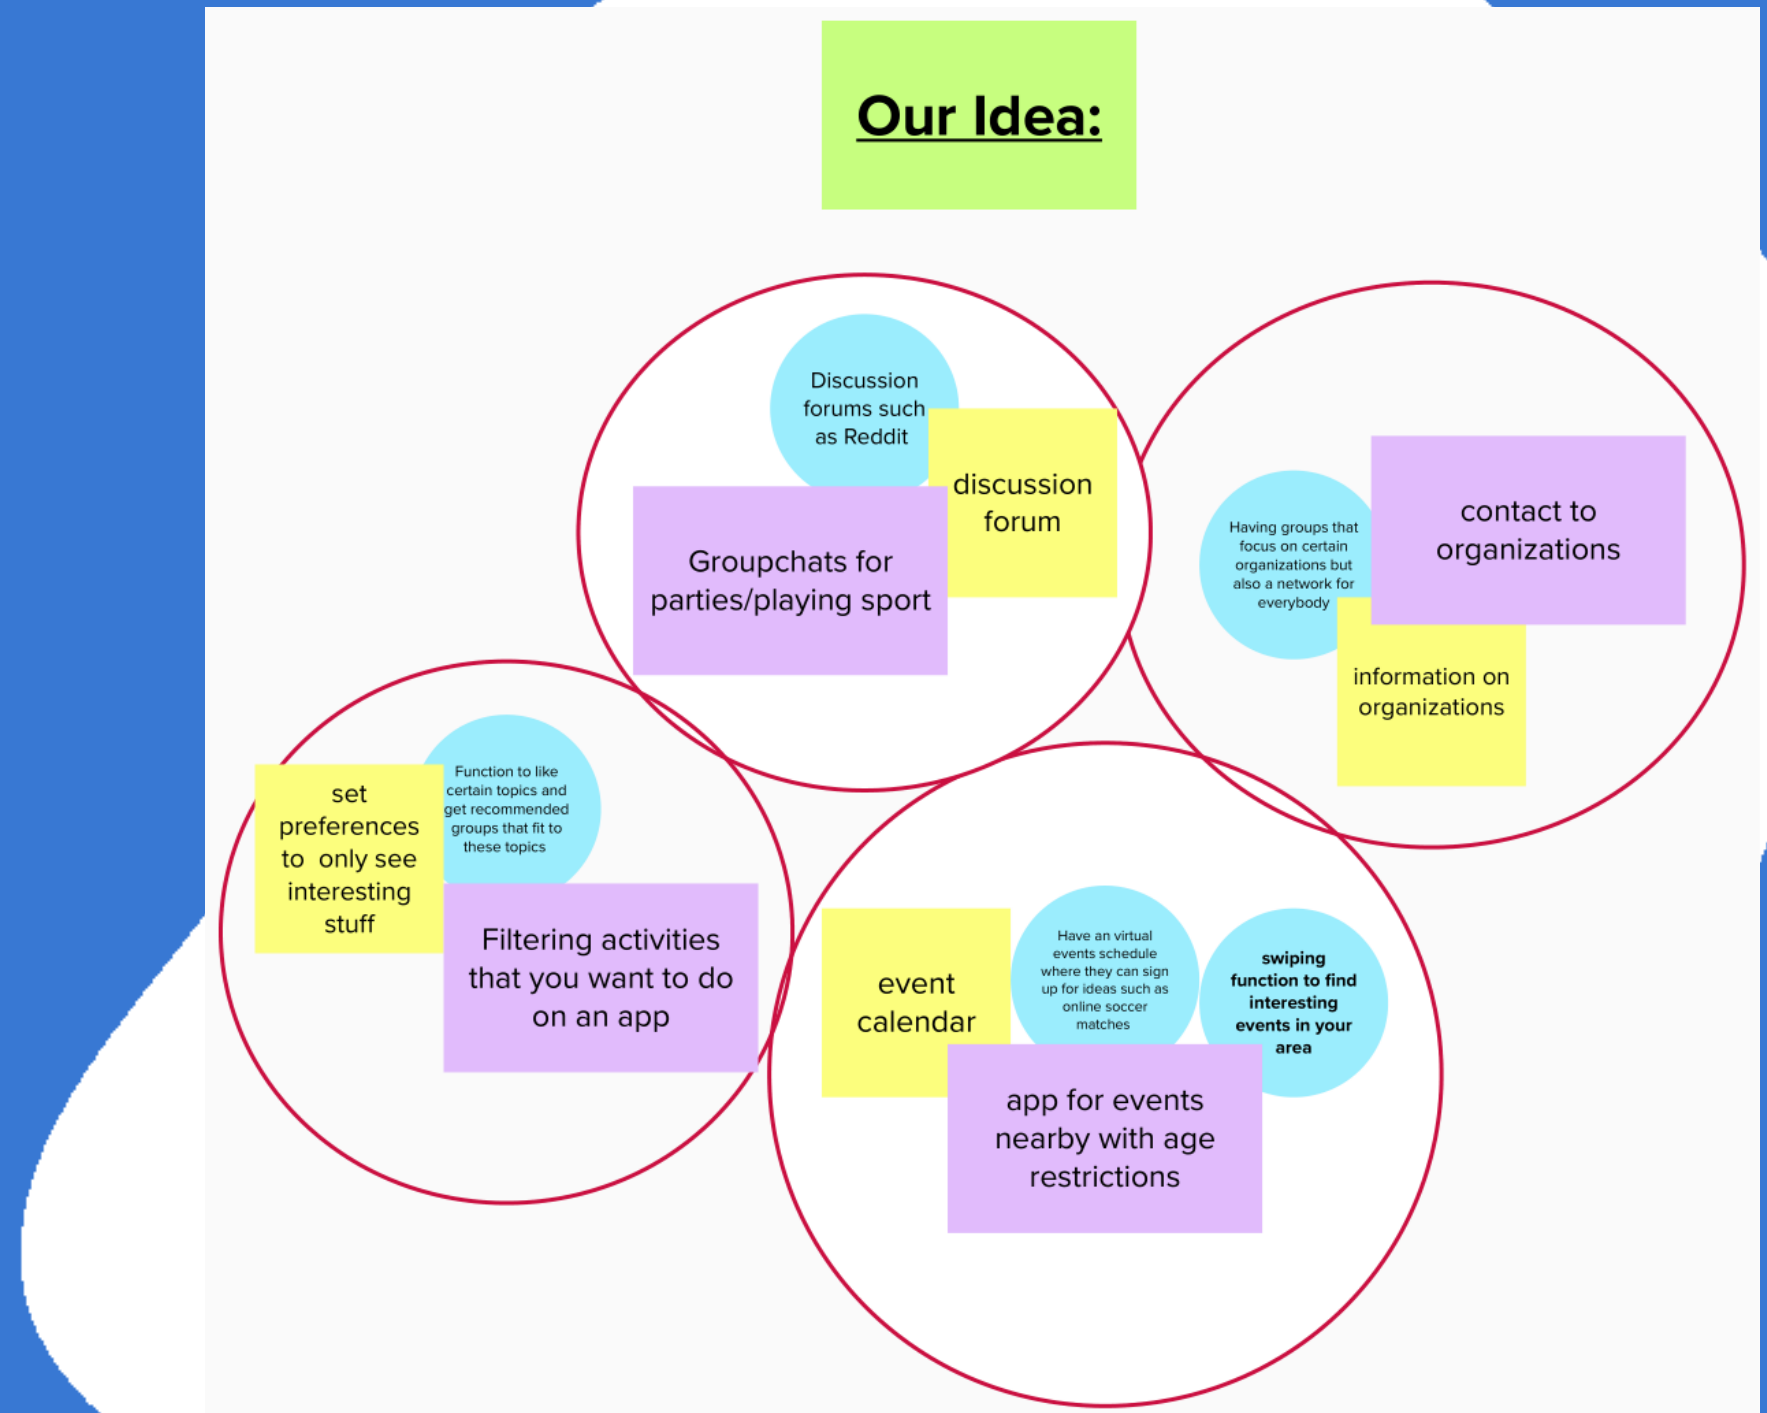 Our Idea:
Discussion
forums such
as Reddit
discussion
forum
Groupchats for
parties/playing sport
Having groups that
focus on certain
organizations but
also a network for
everybody
contact to
organizations
information on
organizations
set
preferences
to only see
interesting
stuff
Function to like
certain topics and
get recommended
groups that fit to
these topics
Filtering activities
that you want to do
on an app
event
calendar
Have an virtual
events schedule
where they can sign
up for ideas such as
online soccer
matches
swiping
function to find
interesting
events in your
area
app for events
nearby with age
restrictions